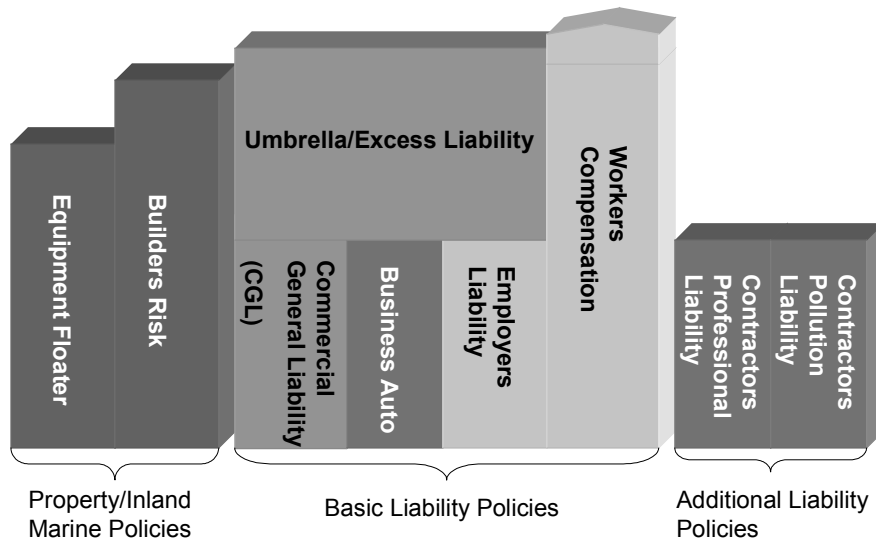 Equipment Floater
Builders Risk
Umbrella/Excess Liability
Commercial
General Liability
(CGL)
Business Auto
Employers
Liability
Workers
Compensation
Contractors
Professional
Liability
Contractors
Pollution
Liability
Property/Inland
Marine Policies
Basic Liability Policies
Additional Liability
Policies